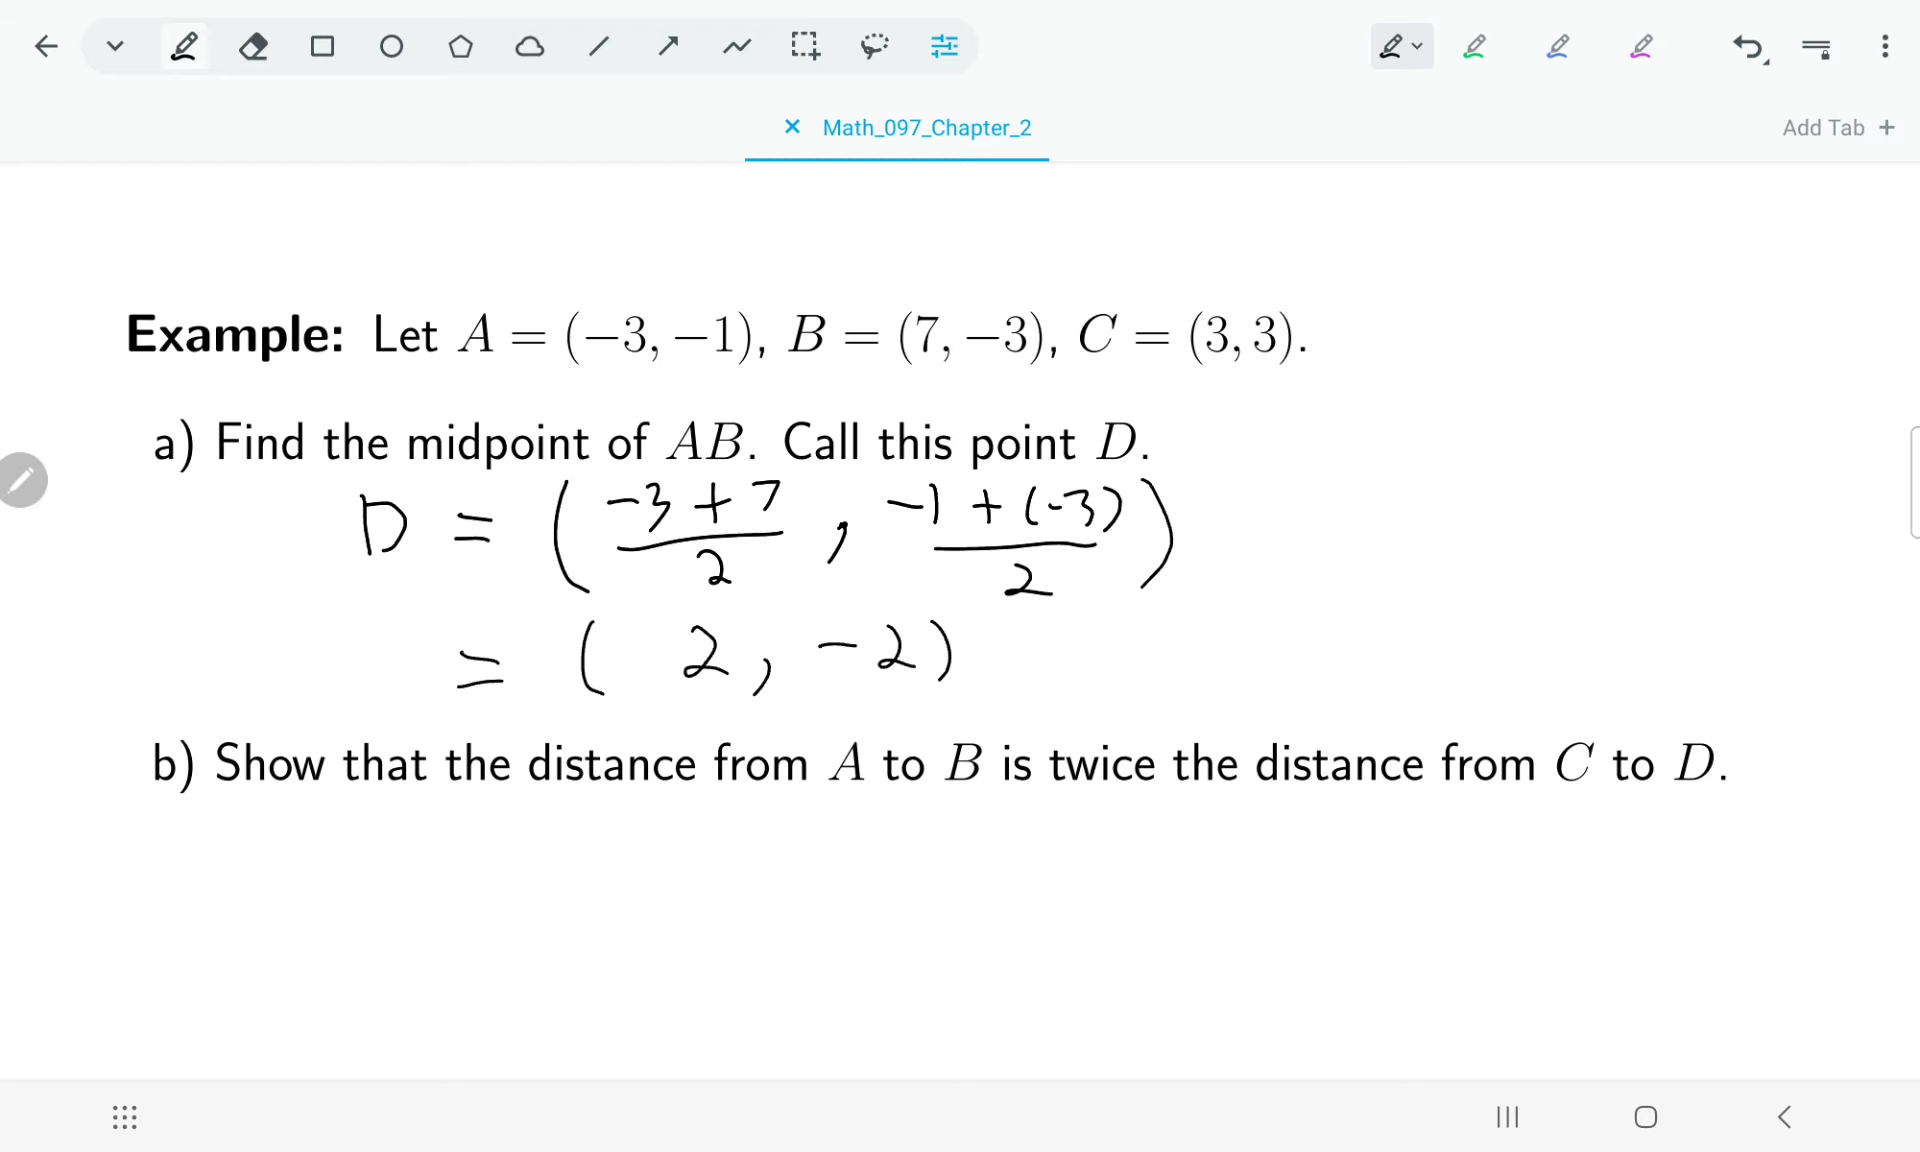 Math_097_Chapter_2
Add Tab +
Example: Let A = (−3, −1), B = (7, −3), C = (3, 3).
a) Find the midpoint of AB. Call this point D.
D = ( (-3 + 7)/2 , (-1 + (-3))/2 )
= ( 2, -2)
b) Show that the distance from A to B is twice the distance from C to D.